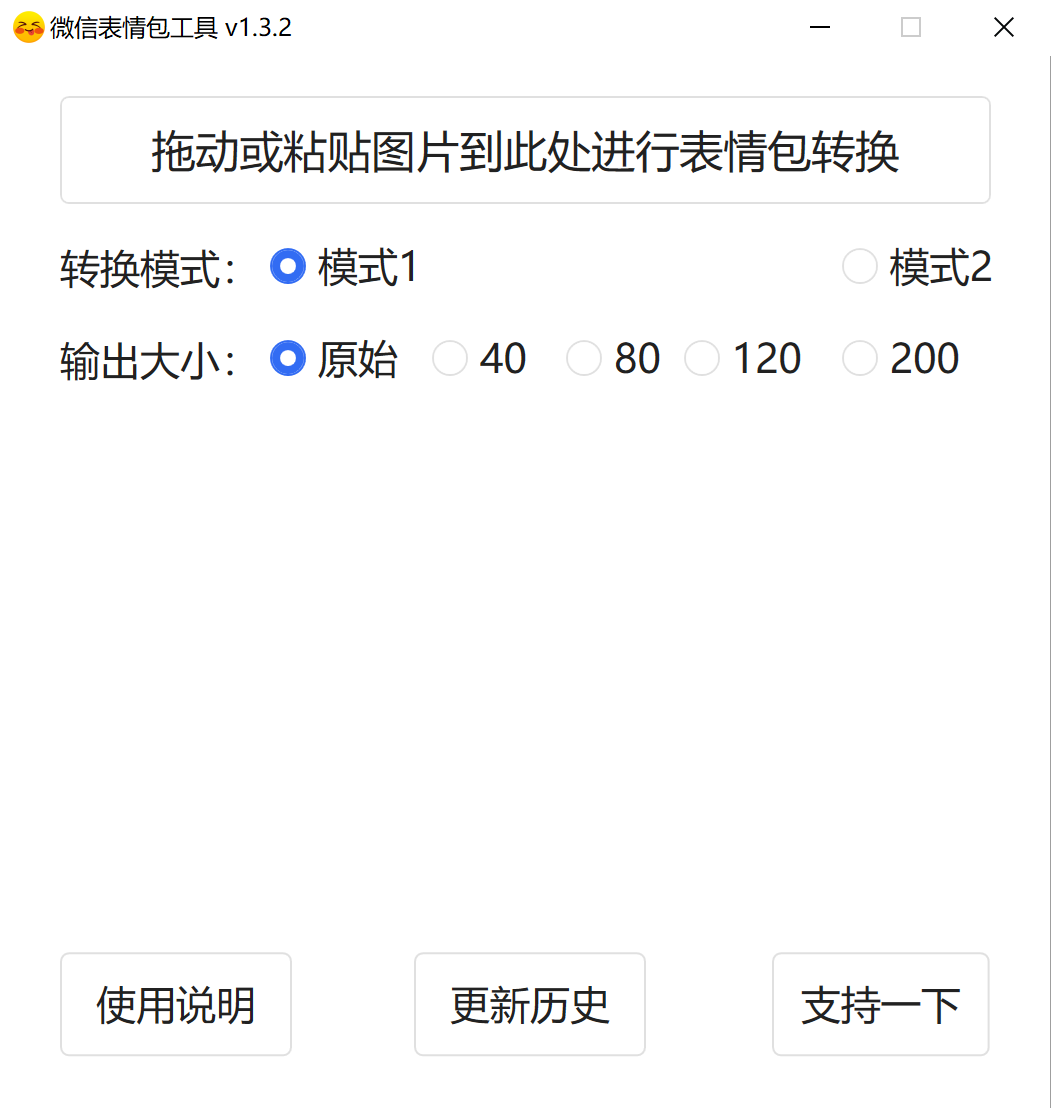 微信表情包工具 v1.3.2
拖动或粘贴图片到此处进行表情包转换
转换模式： 模式1 模式2
输出大小： 原始 40 80 120 200
使用说明 更新历史 支持一下